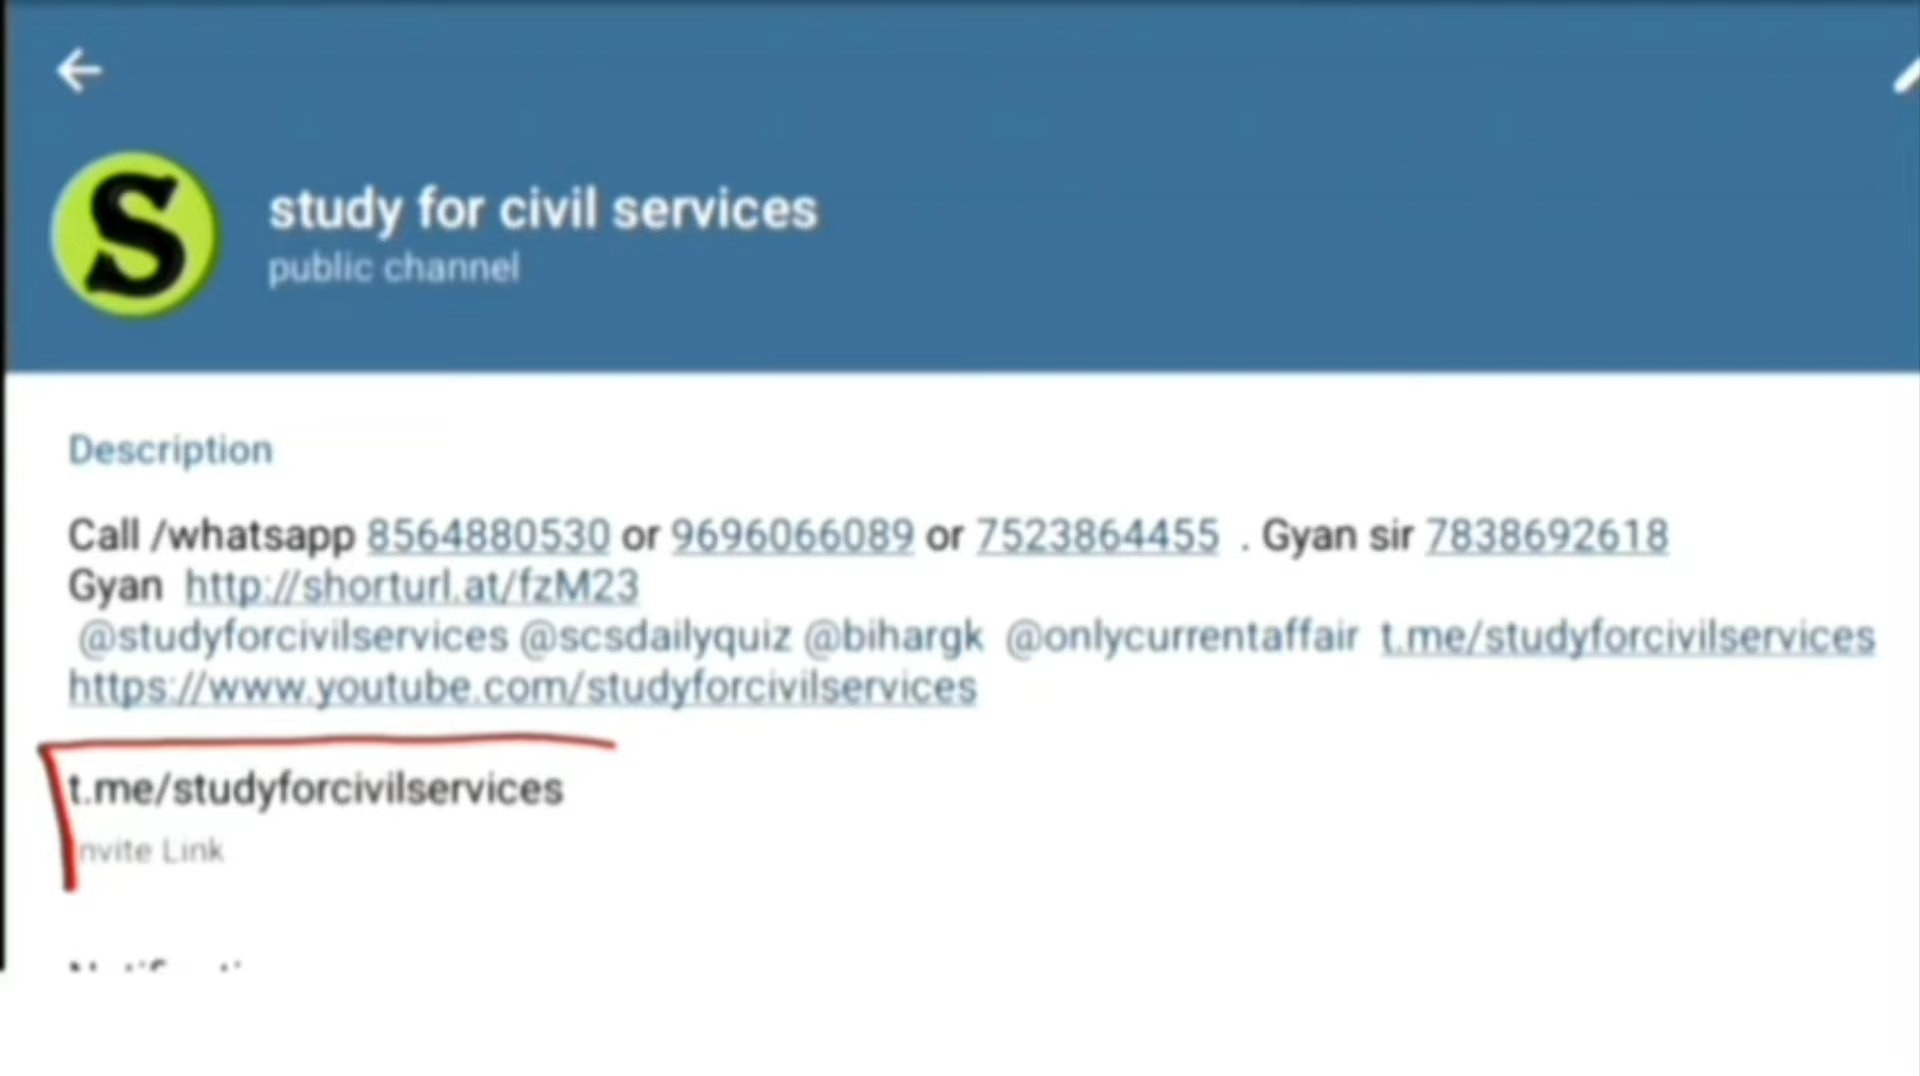 S
study for civil services
public channel
Description
Call /whatsapp 8564880530 or 9696066089 or 7523864455 . Gyan sir 7838692618
Gyan http://shorturl.at/fzM23
@studyforcivilservices @scsdailyquiz @bihargk @onlycurrentaffair t.me/studyforcivilservices
https://www.youtube.com/studyforcivilservices
t.me/studyforcivilservices
Invite Link